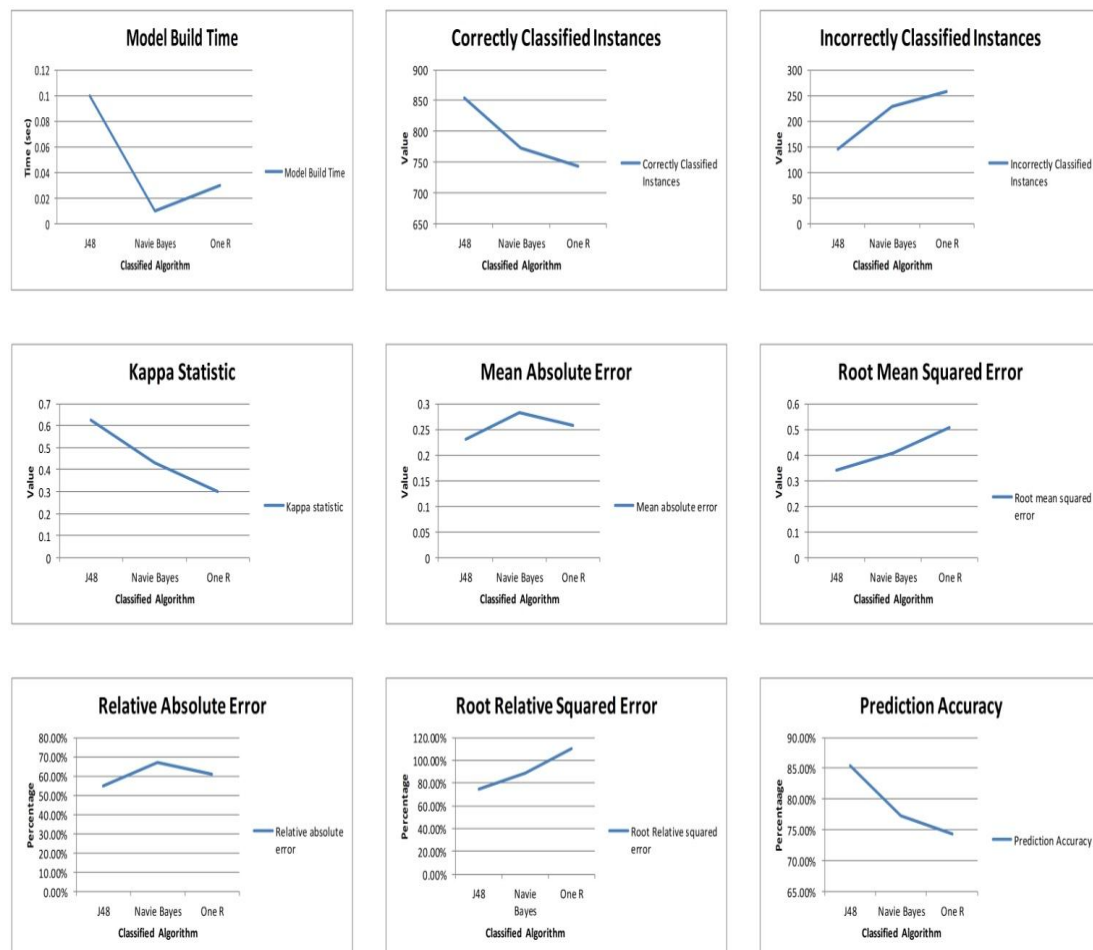 Model Build Time
0.12
0.1
0.08
0.06
0.04
0.02
0
Time (sec)
J48 Navie Bayes One R
Classified Algorithm
Model Build Time
Correctly Classified Instances
900
850
800
750
700
650
Value
J48 Navie Bayes One R
Classified Algorithm
Correctly Classified
Instances
Incorrectly Classified Instances
300
250
200
150
100
50
0
Value
J48 Navie Bayes One R
Classified Algorithm
Incorrectly Classified
Instances
Kappa Statistic
0.7
0.6
0.5
0.4
0.3
0.2
0.1
0
Value
J48 Navie Bayes One R
Classified Algorithm
Kappa statistic
Mean Absolute Error
0.3
0.25
0.2
0.15
0.1
0.05
0
Value
J48 Navie Bayes One R
Classified Algorithm
Mean absolute error
Root Mean Squared Error
0.6
0.5
0.4
0.3
0.2
0.1
0
Value
J48 Navie Bayes One R
Classified Algorithm
Root mean squared
error
Relative Absolute Error
80.00%
70.00%
60.00%
50.00%
40.00%
30.00%
20.00%
10.00%
0.00%
Percentage
J48 Navie Bayes One R
Classified Algorithm
Relative absolute
error
Root Relative Squared Error
120.00%
100.00%
80.00%
60.00%
40.00%
20.00%
0.00%
Percentage
J48 Navie One R
Bayes
Classified Algorithm
Root Relative squared
error
Prediction Accuracy
90.00%
85.00%
80.00%
75.00%
70.00%
65.00%
Percentaage
J48 Navie Bayes One R
Classified Algorithm
Prediction Accuracy